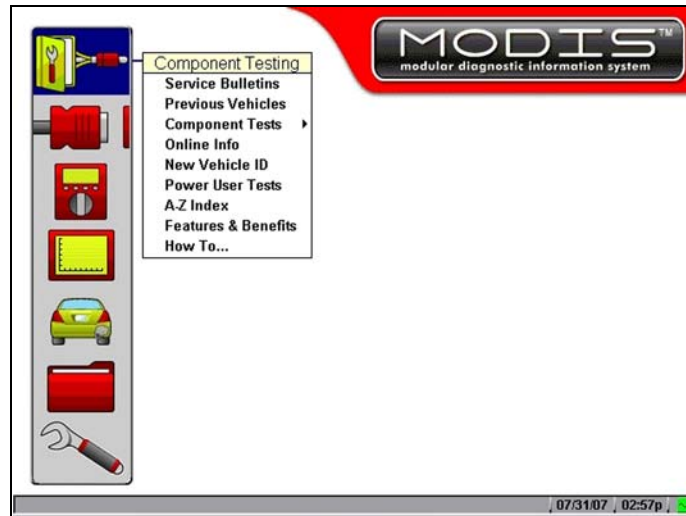 MODIS™
modular diagnostic information system
Component Testing
Service Bulletins
Previous Vehicles
Component Tests
Online Info
New Vehicle ID
Power User Tests
A-Z Index
Features & Benefits
How To...
07/31/07 02:57p